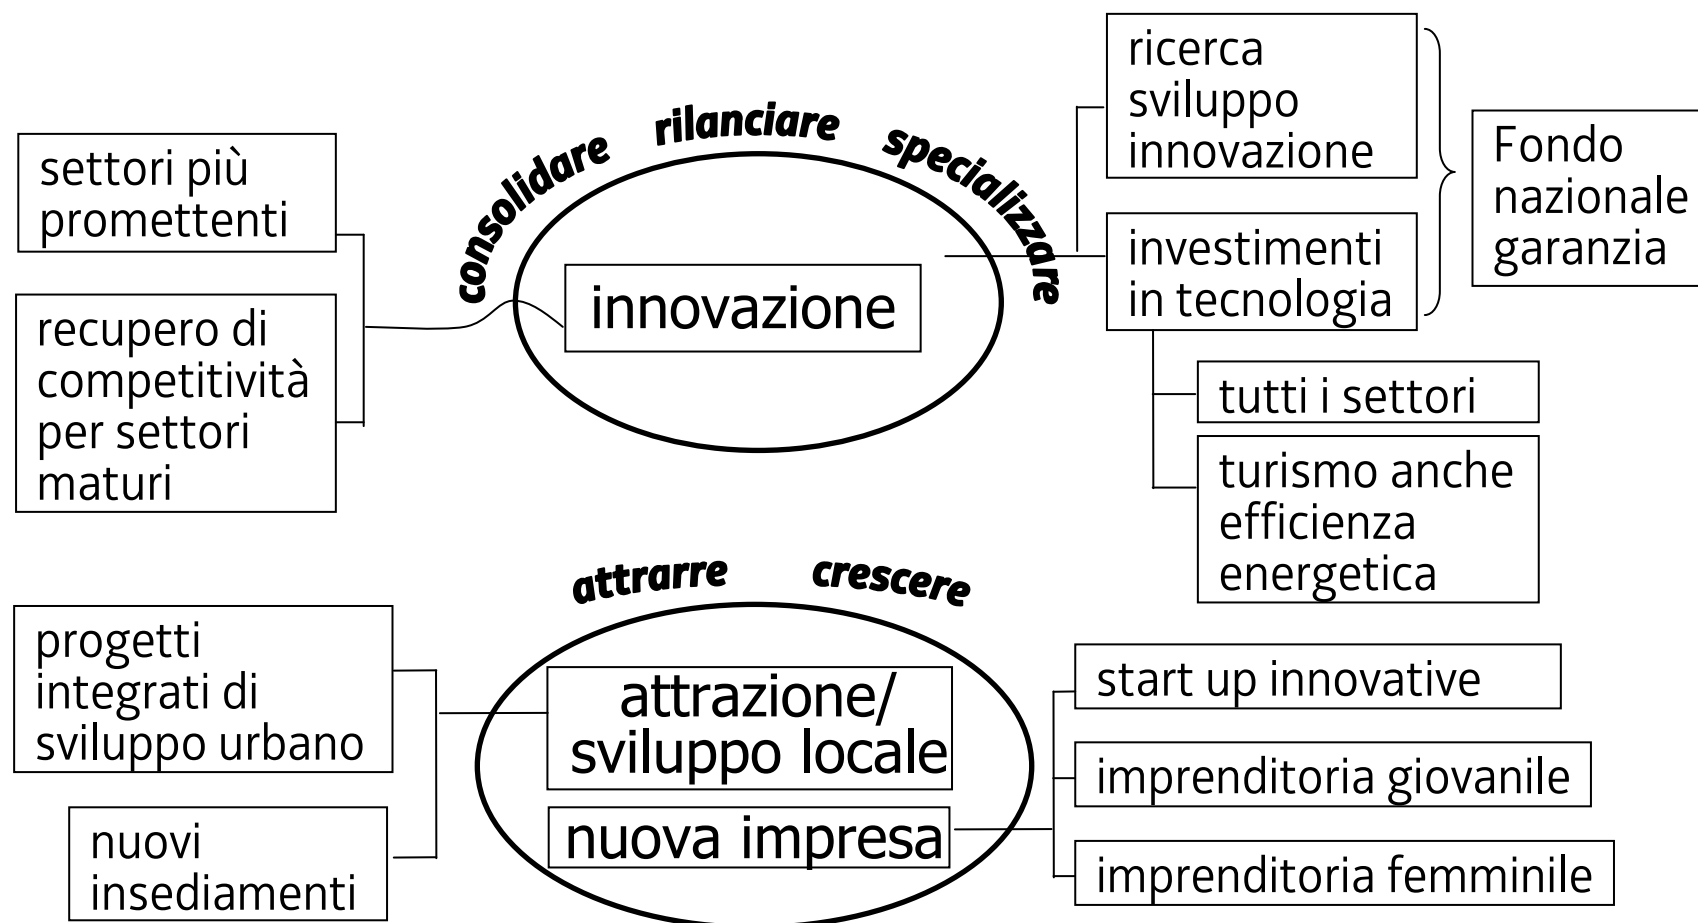 consolidare rilanciare specializzare
settori più
promettenti
recupero di
competitività
per settori
maturi
innovazione
ricerca
sviluppo
innovazione
investimenti
in tecnologia
Fondo
nazionale
garanzia
tutti i settori
turismo anche
efficienza
energetica
attrarre crescere
progetti
integrati di
sviluppo urbano
nuovi
insediamenti
attrazione/
sviluppo locale
nuova impresa
start up innovative
imprenditoria giovanile
imprenditoria femminile